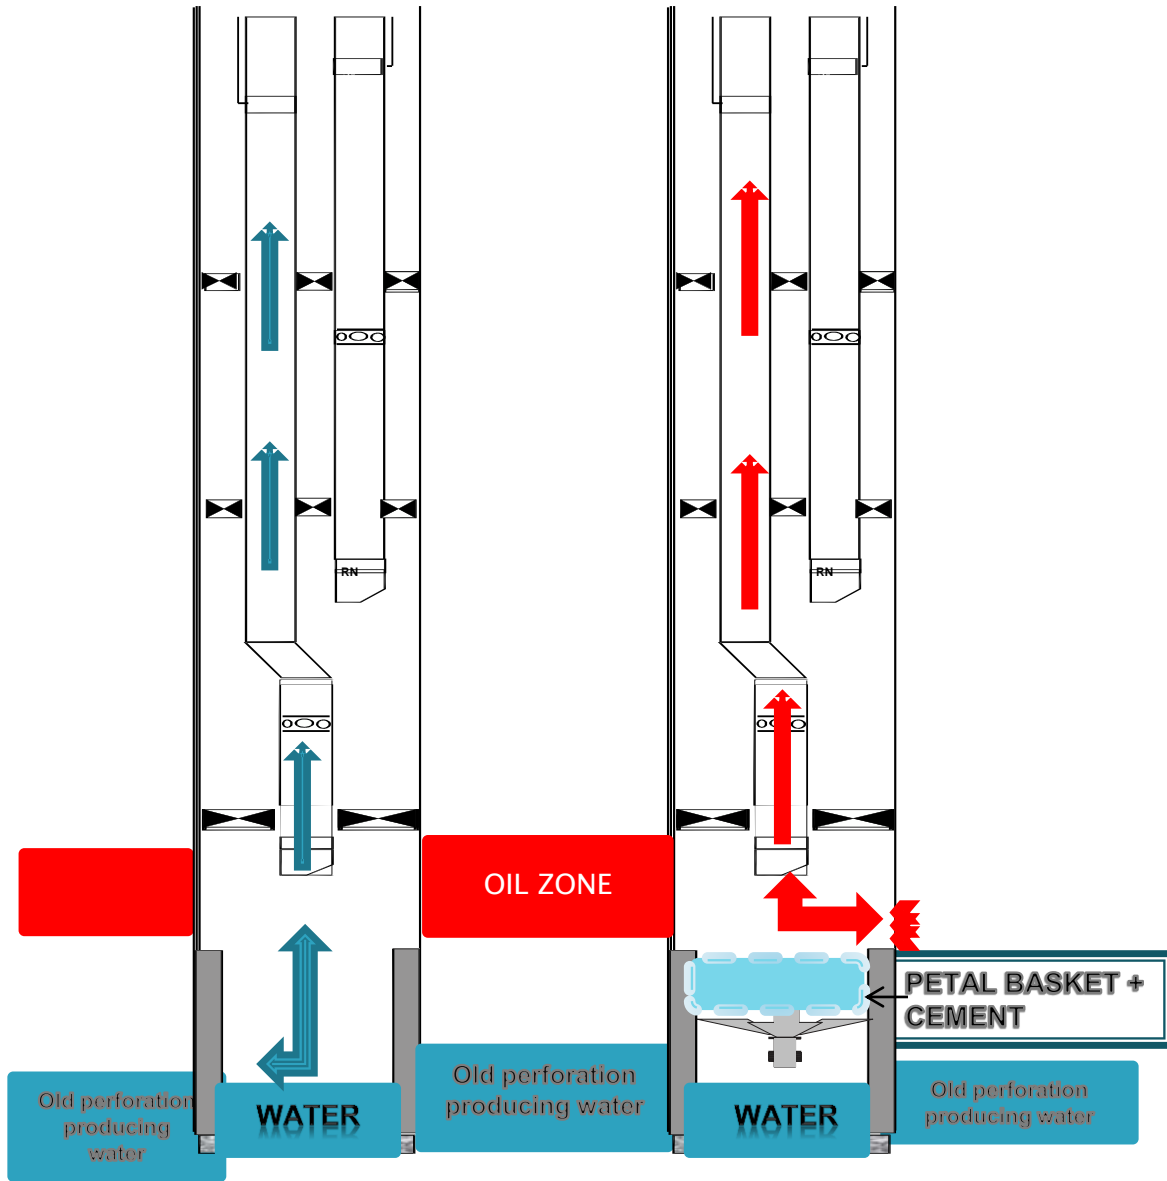 RN
RN
OIL ZONE
PETAL BASKET +
CEMENT
Old perforation
producing
water
WATER
Old perforation
producing water
WATER
Old perforation
producing water